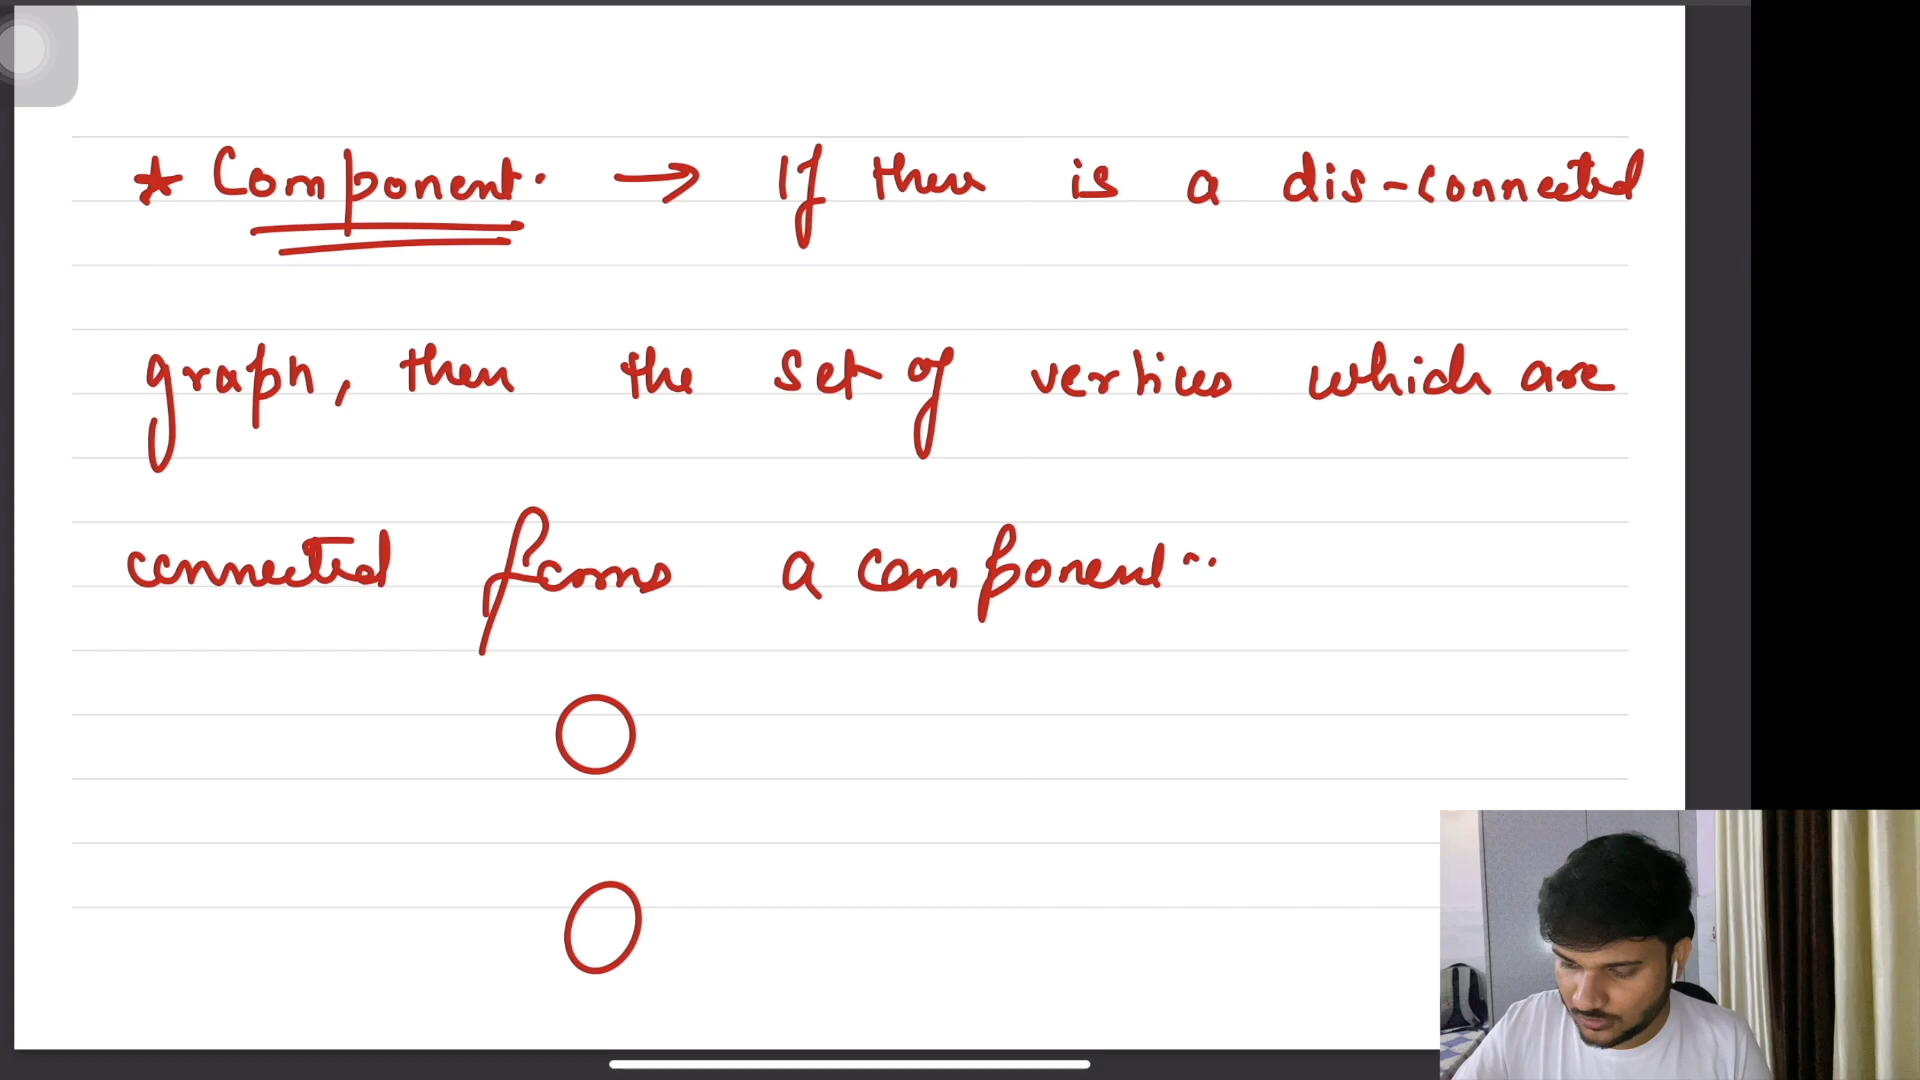 * Component. → If there is a dis-connected
graph, then the set of vertices which are
connected forms a component..